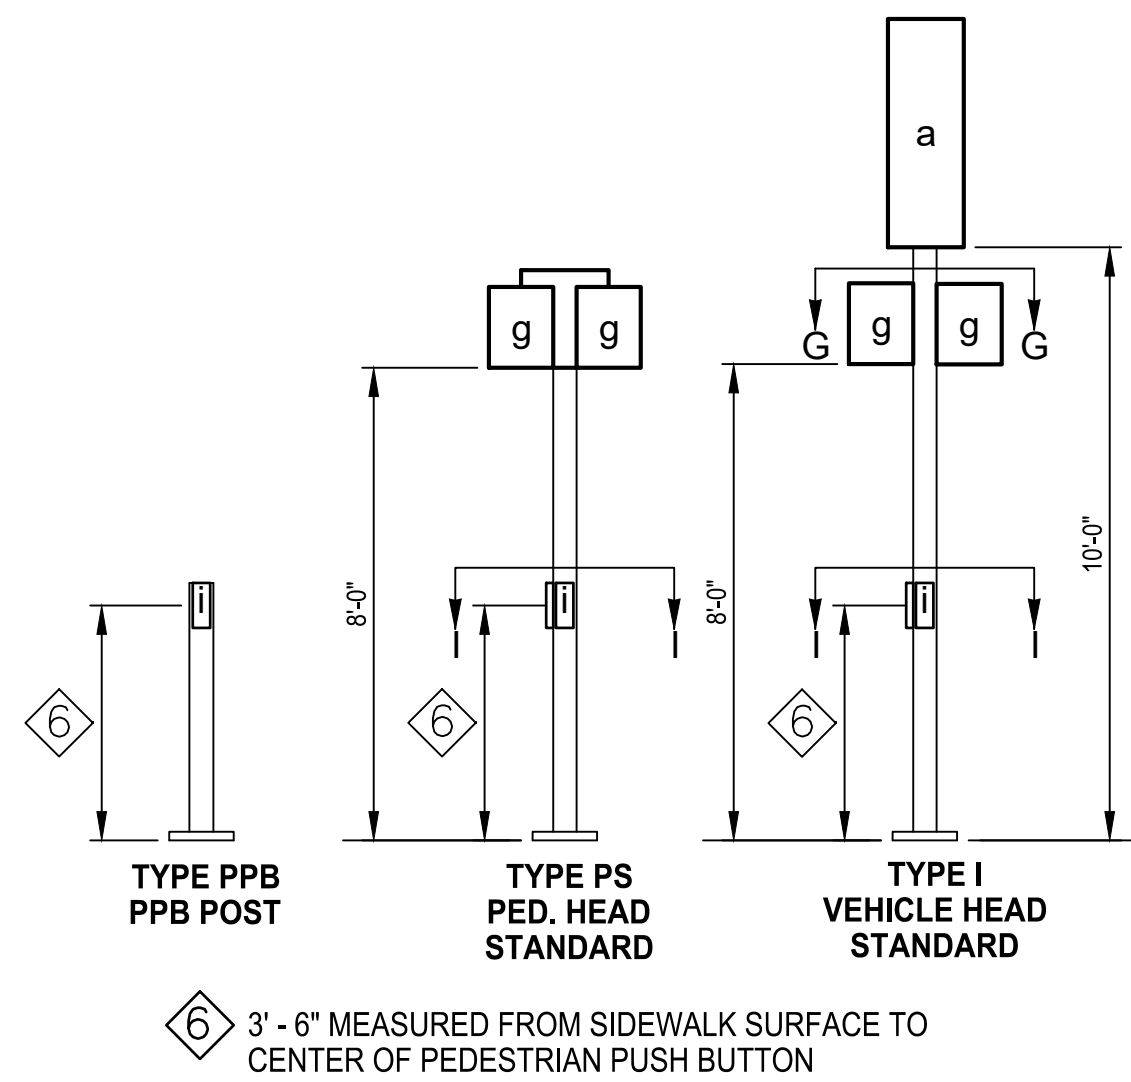 a
g g
g g
G G
10'-0"
8'-0"
8'-0"
i
i
i
I I
I I
6
6
6
TYPE PPB
PPB POST
TYPE PS
PED. HEAD
STANDARD
TYPE I
VEHICLE HEAD
STANDARD
6 3' - 6" MEASURED FROM SIDEWALK SURFACE TO
CENTER OF PEDESTRIAN PUSH BUTTON